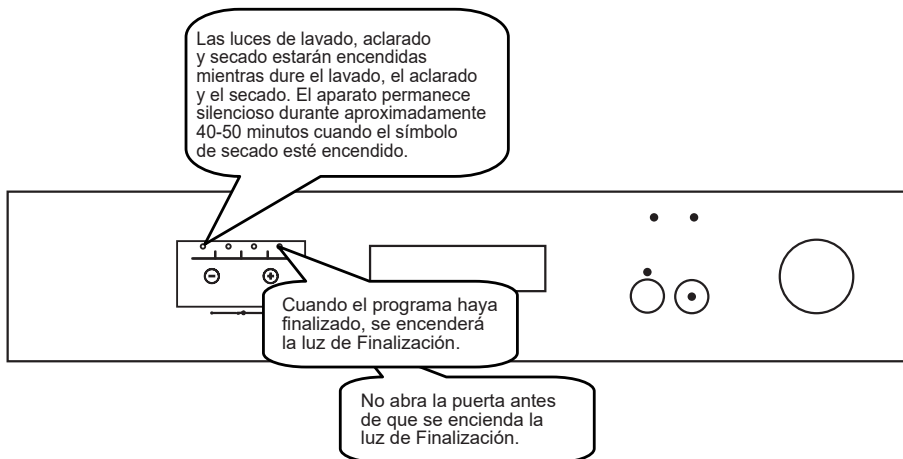 Las luces de lavado, aclarado
y secado estarán encendidas
mientras dure el lavado, el aclarado
y el secado. El aparato permanece
silencioso durante aproximadamente
40-50 minutos cuando el símbolo
de secado esté encendido.
Cuando el programa haya
finalizado, se encenderá
la luz de Finalización.
No abra la puerta antes
de que se encienda la
luz de Finalización.